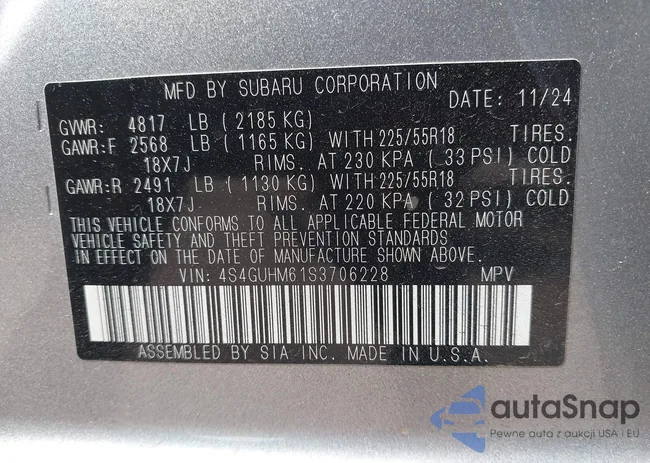 MFD BY SUBARU CORPORATION
DATE: 11/24
GVWR: 4817 LB (2185 KG)
GAWR:F 2568 LB (1165 KG) WITH 225/55R18 TIRES.
18X7J RIMS. AT 230 KPA (33 PSI) COLD
GAWR:R 2491 LB (1130 KG) WITH 225/55R18 TIRES.
18X7J RIMS. AT 220 KPA (32 PSI) COLD
THIS VEHICLE CONFORMS TO ALL APPLICABLE FEDERAL MOTOR
VEHICLE SAFETY AND THEFT PREVENTION STANDARDS
IN EFFECT ON THE DATE OF MANUFACTURE SHOWN ABOVE.
VIN: 4S4GUHM61S3706228 MPV
ASSEMBLED BY SIA INC. MADE IN U.S.A.
autoSnap
Pewne auta z aukcji USA i EU